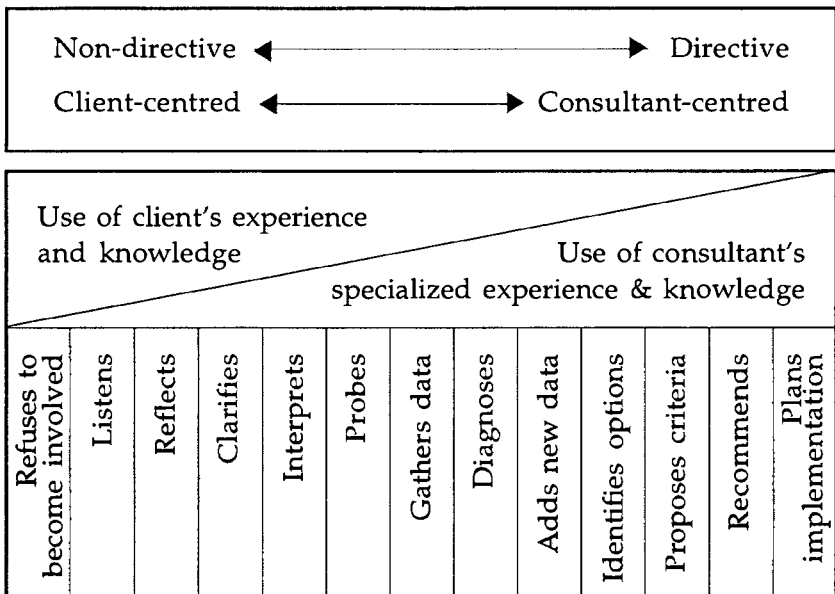 Non-directive Directive
Client-centred Consultant-centred
Use of client's experience
and knowledge
Use of consultant's
specialized experience & knowledge
Refuses to
become involved
Listens
Reflects
Clarifies
Interprets
Probes
Gathers data
Diagnoses
Adds new data
Identifies options
Proposes criteria
Recommends
Plans
implementation